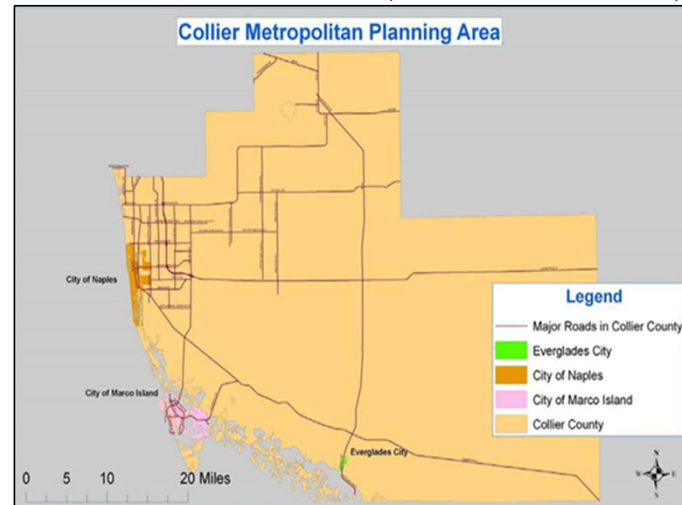 Collier Metropolitan Planning Area
City of Naples
City of Marco Island
Everglades City
Legend
Major Roads in Collier County
Everglades City
City of Naples
City of Marco Island
Collier County
0 5 10 20 Miles
N
W E
S